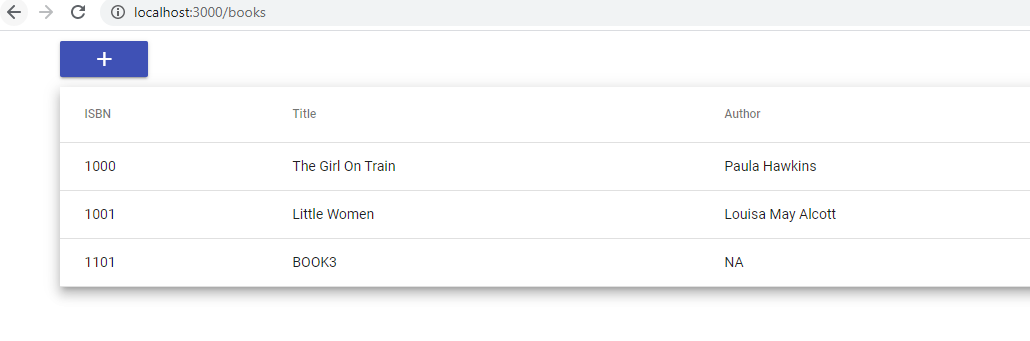 localhost:3000/books
+
ISBN Title Author
1000 The Girl On Train Paula Hawkins
1001 Little Women Louisa May Alcott
1101 BOOK3 NA